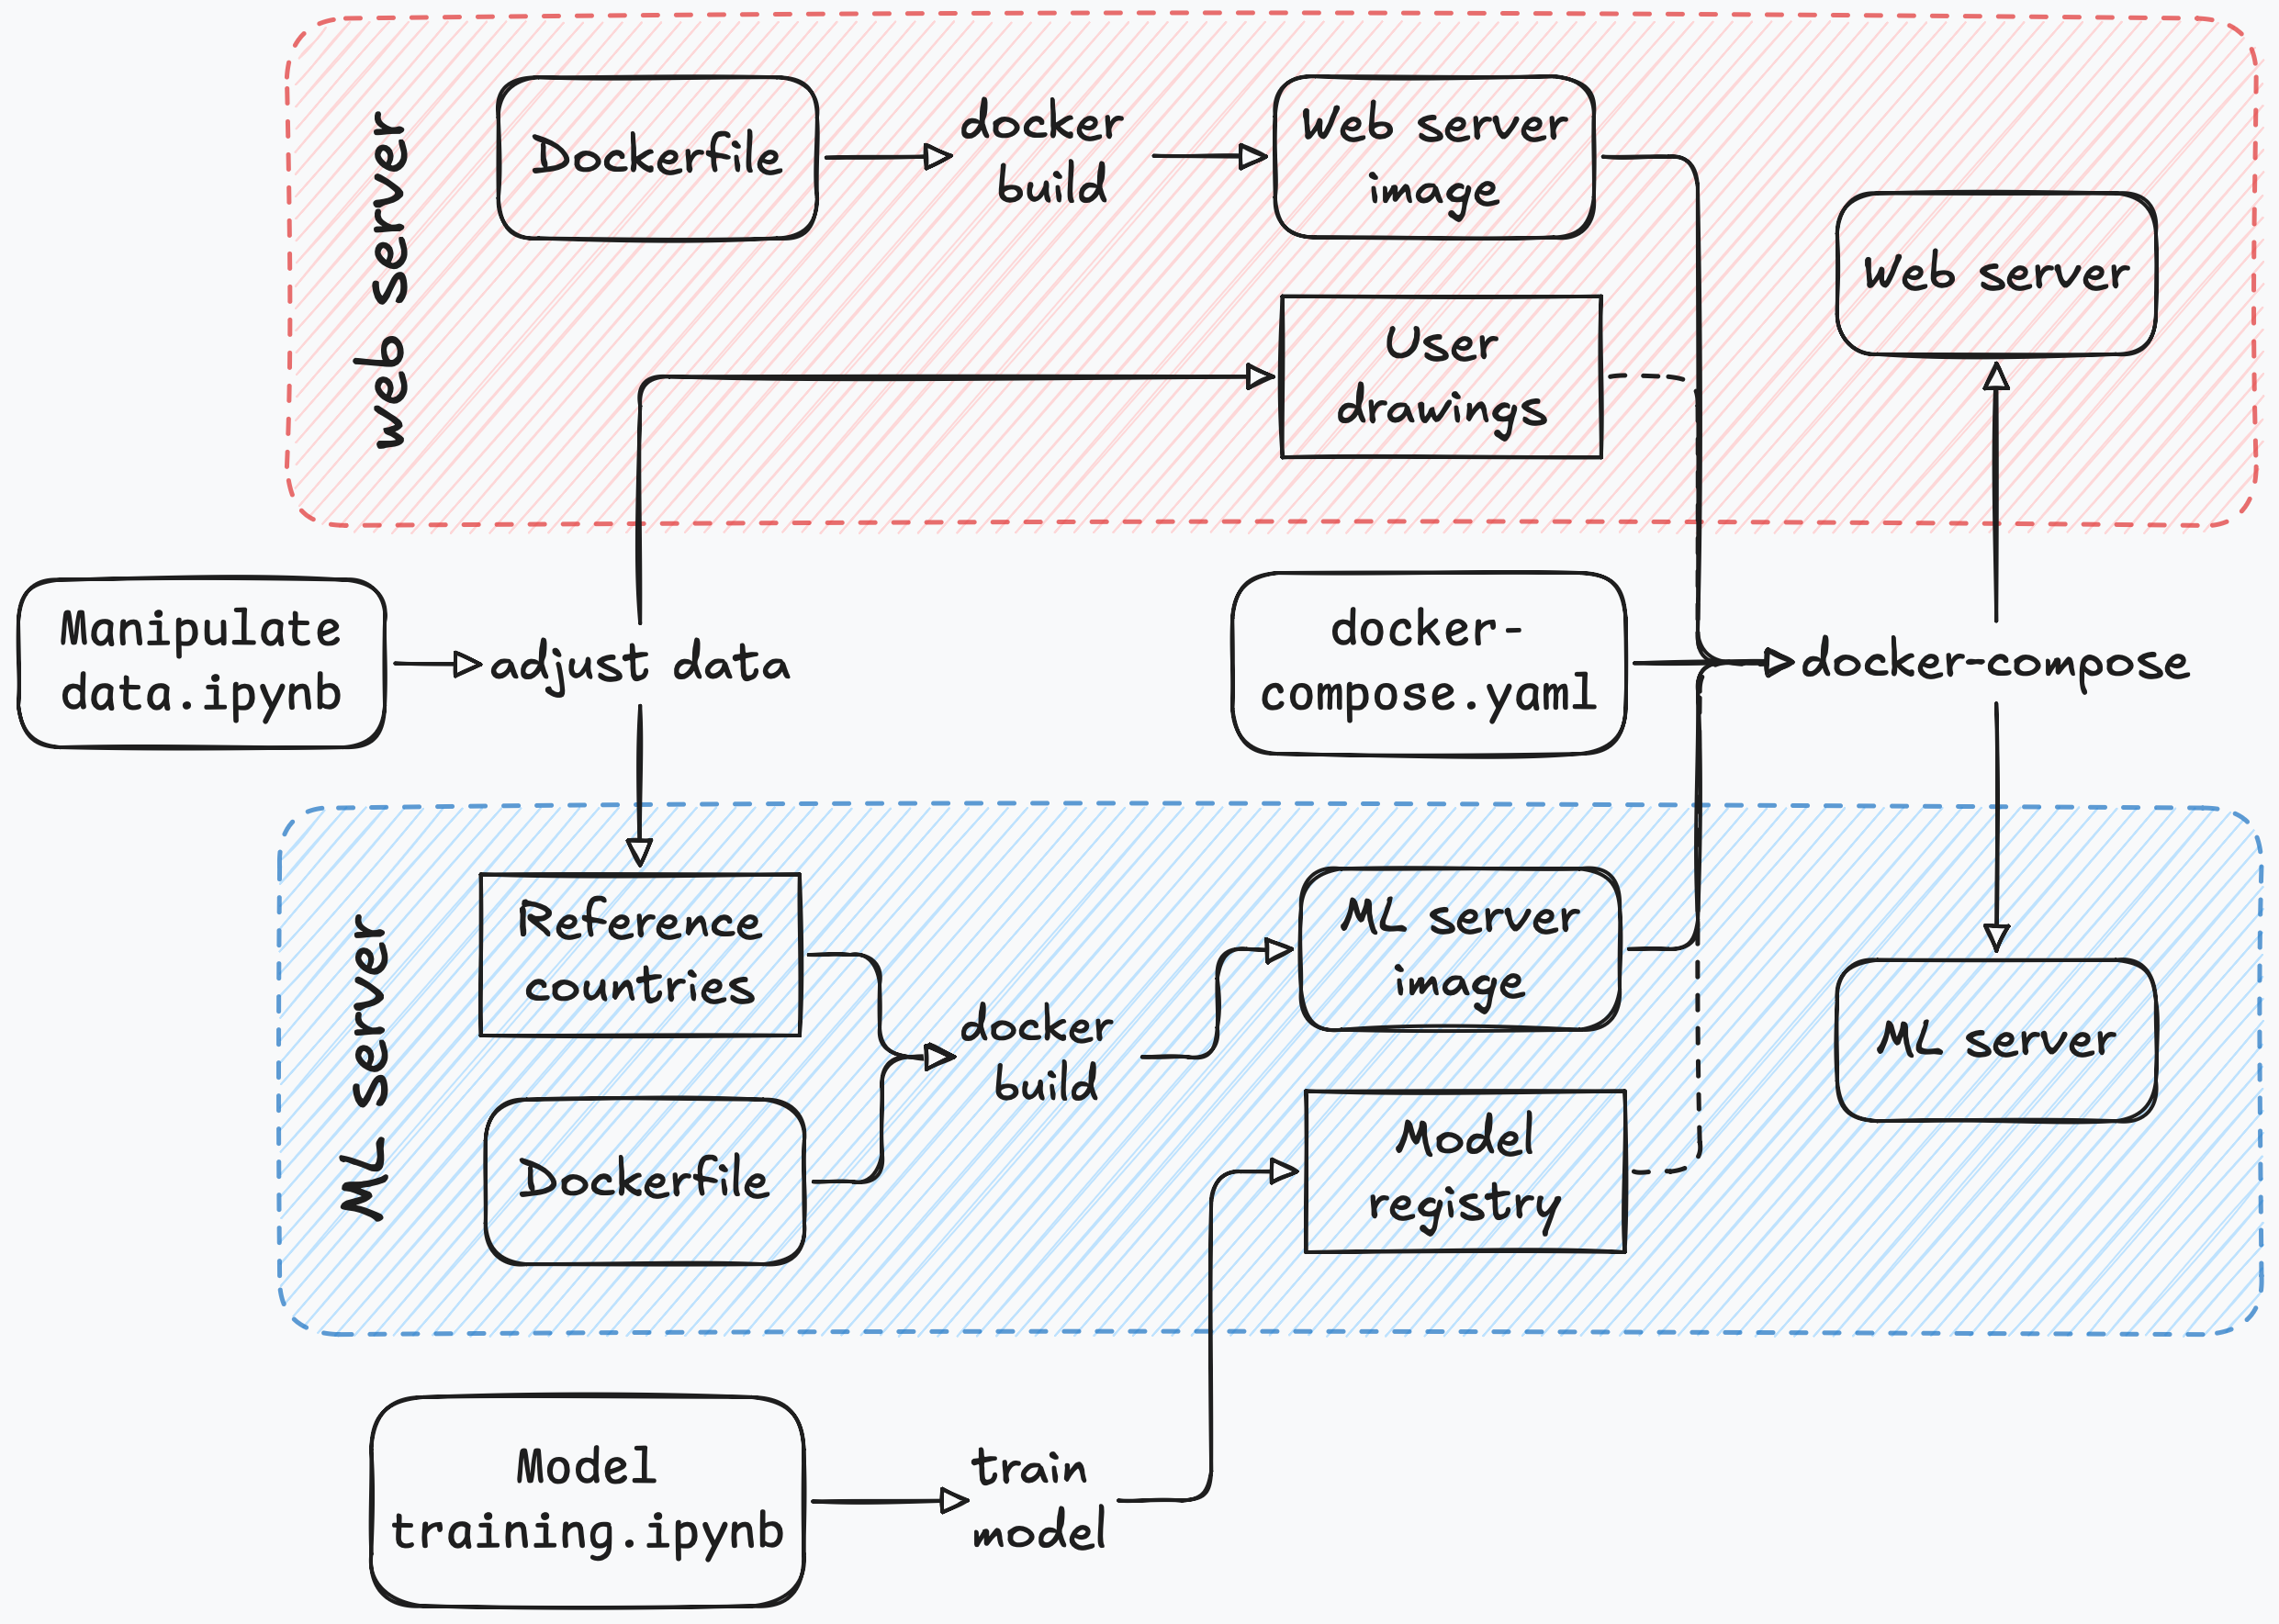 web server
Dockerfile
docker
build
Web server
image
User
drawings
Web server
Manipulate
data.ipynb
adjust data
docker-
compose.yaml
docker-compose
ML server
Reference
countries
Dockerfile
docker
build
ML server
image
Model
registry
ML server
Model
training.ipynb
train
model